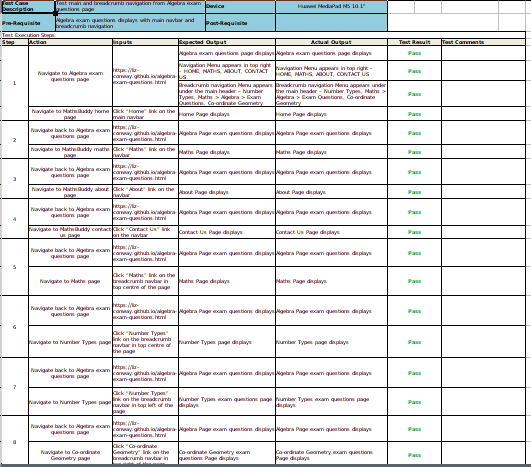 Test Case Description
Test main and breadcrumb navigation from Algebra exam questions page
Device
Huawei MediaPad M5 10.1"
Pre-Requisite
Algebra exam questions displays with main navbar and breadcrumb navigation
Post-Requisite
Test Execution Steps:
Step Action Inputs Expected Output Actual Output Test Result Test Comments
1
Navigate to Algebra exam questions page
https://liz-conway.github.io/algebra-exam-questions.html
Algebra exam questions page displays Algebra exam questions page displays Pass
Navigation Menu appears in top right - HOME, MATHS, ABOUT, CONTACT US
Navigation Menu appears in top right - HOME, MATHS, ABOUT, CONTACT US
Pass
Breadcrumb navigation Menu appears under the main header - Number Types, Maths > Algebra > Exam Questions, Co-ordinate Geometry
Breadcrumb navigation Menu appears under the main header - Number Types, Maths > Algebra > Exam Questions, Co-ordinate Geometry
Pass
Navigate to MathsBuddy home page
Click "Home" link on the main navbar
Home Page displays Home Page displays Pass
2
Navigate back to Algebra exam questions page
https://liz-conway.github.io/algebra-exam-questions.html
Algebra Page exam questions displays Algebra Page exam questions displays Pass
Navigate to MathsBuddy maths page
Click "Maths" link on the navbar
Maths Page displays Maths Page displays Pass
3
Navigate back to Algebra exam questions page
https://liz-conway.github.io/algebra-exam-questions.html
Algebra Page exam questions displays Algebra Page exam questions displays Pass
Navigate to MathsBuddy about page
Click "About" link on the navbar
About Page displays About Page displays Pass
4
Navigate back to Algebra exam questions page
https://liz-conway.github.io/algebra-exam-questions.html
Algebra Page exam questions displays Algebra Page exam questions displays Pass
Navigate to MathsBuddy contact us page
Click "Contact Us" link on the navbar
Contact Us Page displays Contact Us Page displays Pass
5
Navigate back to Algebra exam questions page
https://liz-conway.github.io/algebra-exam-questions.html
Algebra Page exam questions displays Algebra Page exam questions displays Pass
Navigate to Maths page
Click "Maths" link on the breadcrumb navbar in top centre of the page
Maths Page displays Maths Page displays Pass
6
Navigate back to Algebra exam questions page
https://liz-conway.github.io/algebra-exam-questions.html
Algebra Page exam questions displays Algebra Page exam questions displays Pass
Navigate to Number Types page
Click "Number Types" link on the breadcrumb navbar in top centre of the page
Number Types page displays Number Types page displays Pass
7
Navigate back to Algebra exam questions page
https://liz-conway.github.io/algebra-exam-questions.html
Algebra Page exam questions displays Algebra Page exam questions displays Pass
Navigate to Number Types page
Click "Number Types" link on the breadcrumb navbar in top left of the page
Number Types exam questions page displays
Number Types exam questions page displays
Pass
8
Navigate back to Algebra exam questions page
https://liz-conway.github.io/algebra-exam-questions.html
Algebra Page exam questions displays Algebra Page exam questions displays Pass
Navigate to Co-ordinate Geometry page
Click "Co-ordinate Geometry" link on the breadcrumb navbar in
Co-ordinate Geometry exam questions Page displays
Co-ordinate Geometry exam questions Page displays
Pass